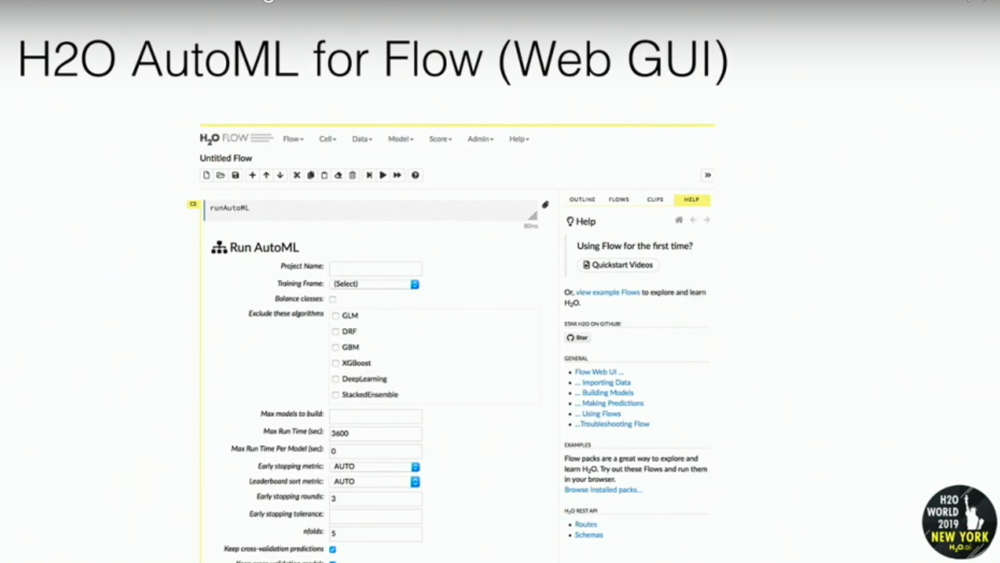 H2O AutoML for Flow (Web GUI)
H2O FLOW Flow Cell Data Model Score Admin Help
Untitled Flow
CS
runAutoML
80ms
Run AutoML
Project Name:
Training Frame: (Select)
Balance classes:
Exclude these algorithms
GLM
DRF
GBM
XGBoost
DeepLearning
StackedEnsemble
Max models to build:
Max Run Time (sec): 3600
Max Run Time Per Model (sec): 0
Early stopping metric: AUTO
Leaderboard sort metric: AUTO
Early stopping rounds: 3
Early stopping tolerance:
nfolds: 5
Keep cross-validation predictions
OUTLINE FLOWS CLIPS HELP
Help
Using Flow for the first time?
Quickstart Videos
Or, view example Flows to explore and learn
H2O.
STAR H2O ON GITHUB!
Star
GENERAL
• Flow Web UI ...
• ... Importing Data
• ... Building Models
• ... Making Predictions
• ... Using Flows
• ...Troubleshooting Flow
EXAMPLES
Flow packs are a great way to explore and
learn H2O. Try out these Flows and run them
in your browser.
Browse installed packs...
H2O REST API
• Routes
• Schemas
H2O
WORLD
2019
NEW YORK
H2O.ai